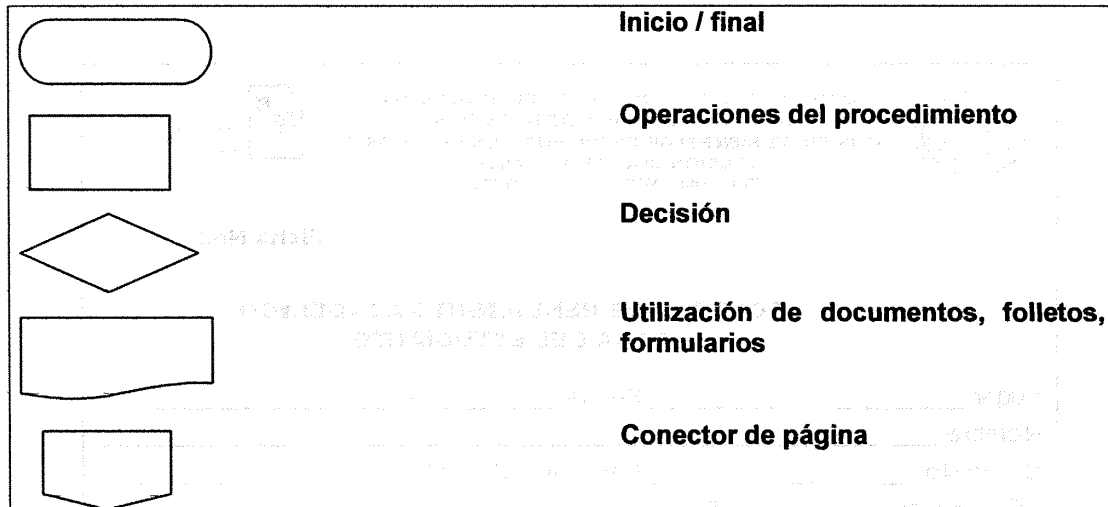 Inicio / final
Operaciones del procedimiento
Decisión
Utilización de documentos, folletos,
formularios
Conector de página